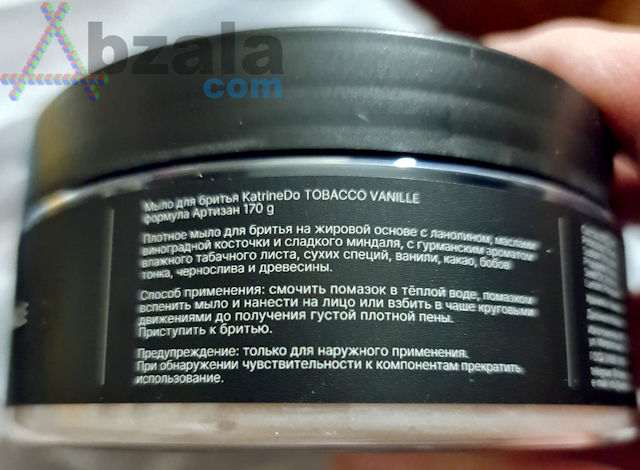 Abzala
com
Мыло для бритья KatrineDo TOBACCO VANILLE
формула Артизан 170 g
Плотное мыло для бритья на жировой основе с ланолином, маслами
виноградной косточки и сладкого миндаля, с гурманским ароматом
влажного табачного листа, сухих специй, ванили, какао, бобов
тонка, чернослива и древесины.
Способ применения: смочить помазок в тёплой воде, помазком
вспенить мыло и нанести на лицо или взбить в чаше круговыми
движениями до получения густой плотной пены.
Приступить к бритью.
Предупреждение: только для наружного применения.
При обнаружении чувствительности к компонентам прекратить
использование.